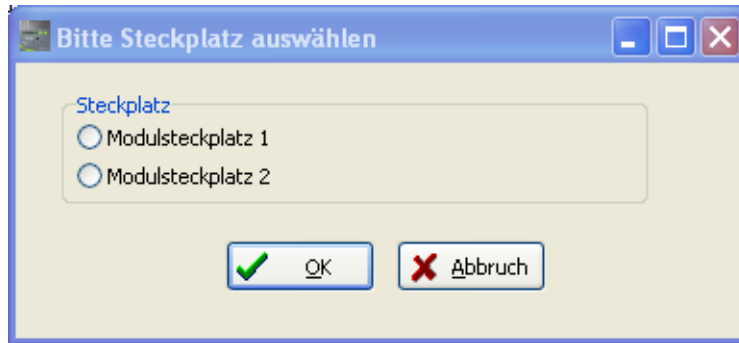 Bitte Steckplatz auswählen
Steckplatz
Modulsteckplatz 1
Modulsteckplatz 2
OK
Abbruch